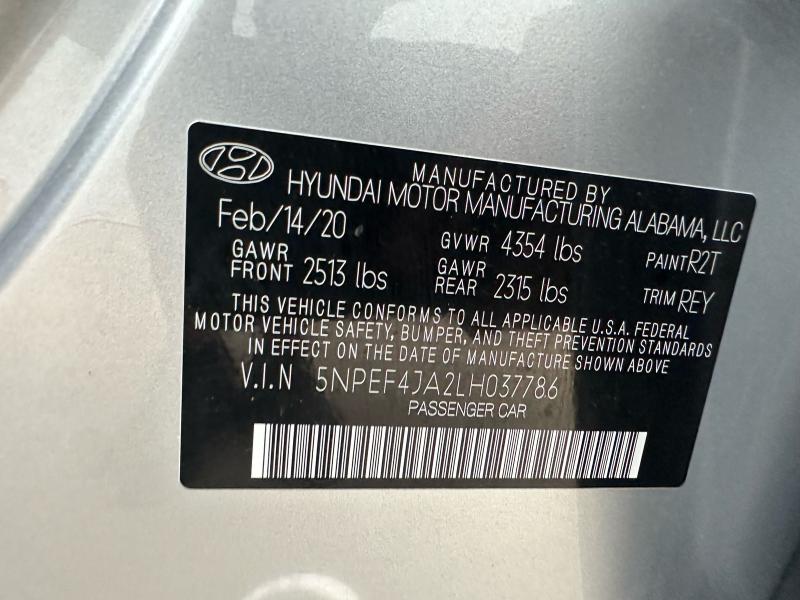 MANUFACTURED BY
HYUNDAI MOTOR MANUFACTURING ALABAMA, LLC
Feb/14/20 GVWR 4354 lbs PAINT R2T
GAWR FRONT 2513 lbs GAWR REAR 2315 lbs TRIM REY
THIS VEHICLE CONFORMS TO ALL APPLICABLE U.S.A. FEDERAL
MOTOR VEHICLE SAFETY, BUMPER, AND THEFT PREVENTION STANDARDS
IN EFFECT ON THE DATE OF MANUFACTURE SHOWN ABOVE
V.I.N 5NPEF4JA2LH037786
PASSENGER CAR